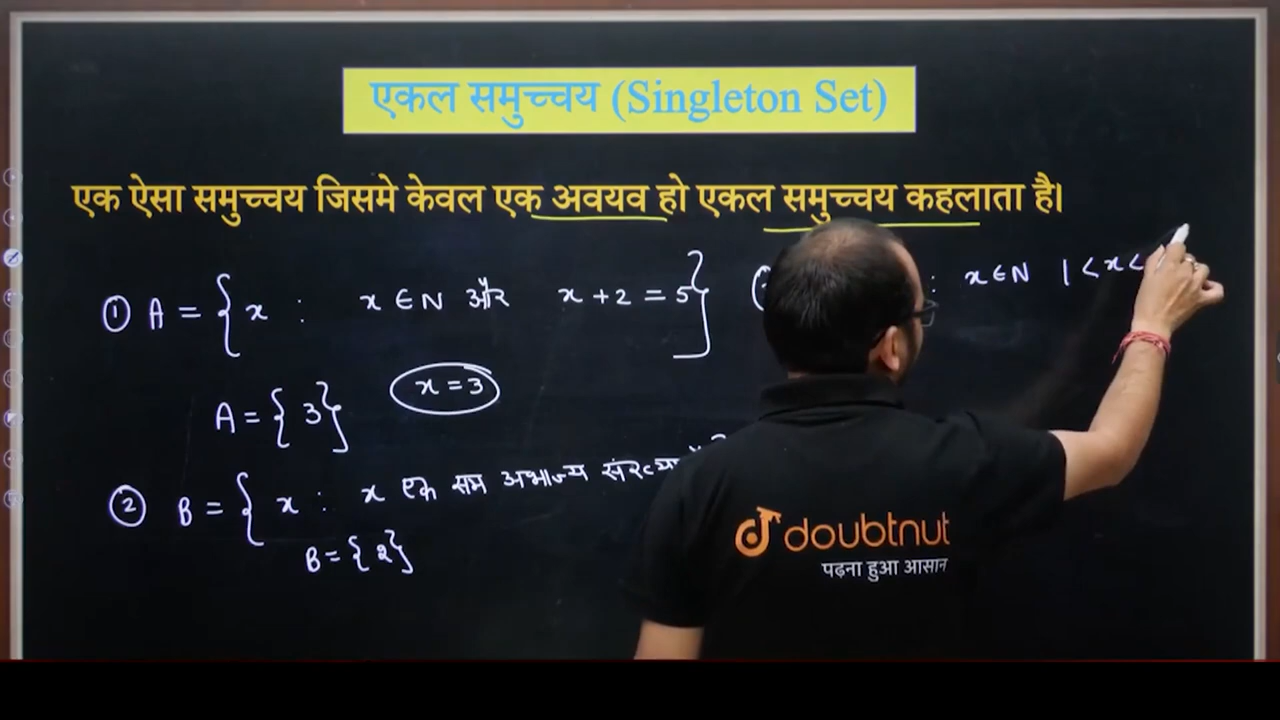 एकल समुच्चय (Singleton Set)
एक ऐसा समुच्चय जिसमे केवल एक अवयव हो एकल समुच्चय कहलाता है।
① A = { x : x ∈ N और x + 2 = 5 }
: x ∈ N 1 < x <
A = { 3 }
x = 3
② B = { x : x एक सम अभाज्य
B = { 2 }
doubtnut
पढ़ना हुआ आसान